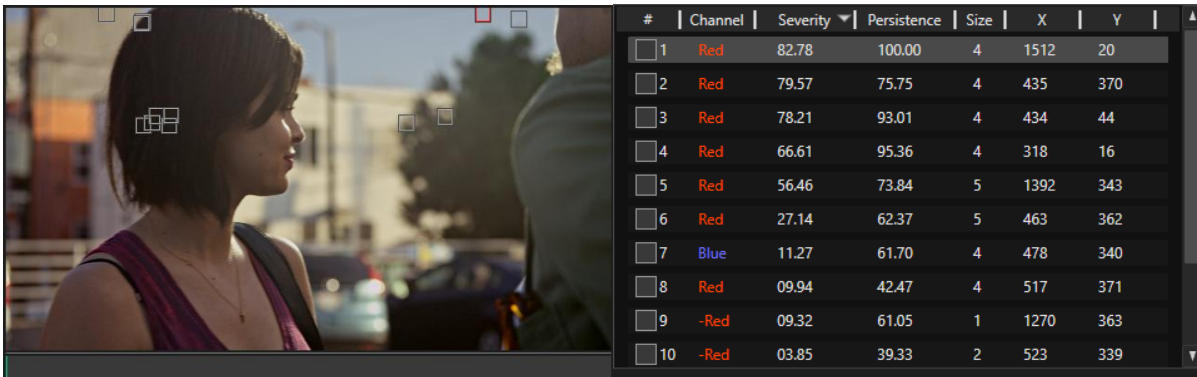 # Channel Severity Persistence Size X Y
1 Red 82.78 100.00 4 1512 20
2 Red 79.57 75.75 4 435 370
3 Red 78.21 93.01 4 434 44
4 Red 66.61 95.36 4 318 16
5 Red 56.46 73.84 5 1392 343
6 Red 27.14 62.37 5 463 362
7 Blue 11.27 61.70 4 478 340
8 Red 09.94 42.47 4 517 371
9 -Red 09.32 61.05 1 1270 363
10 -Red 03.85 39.33 2 523 339